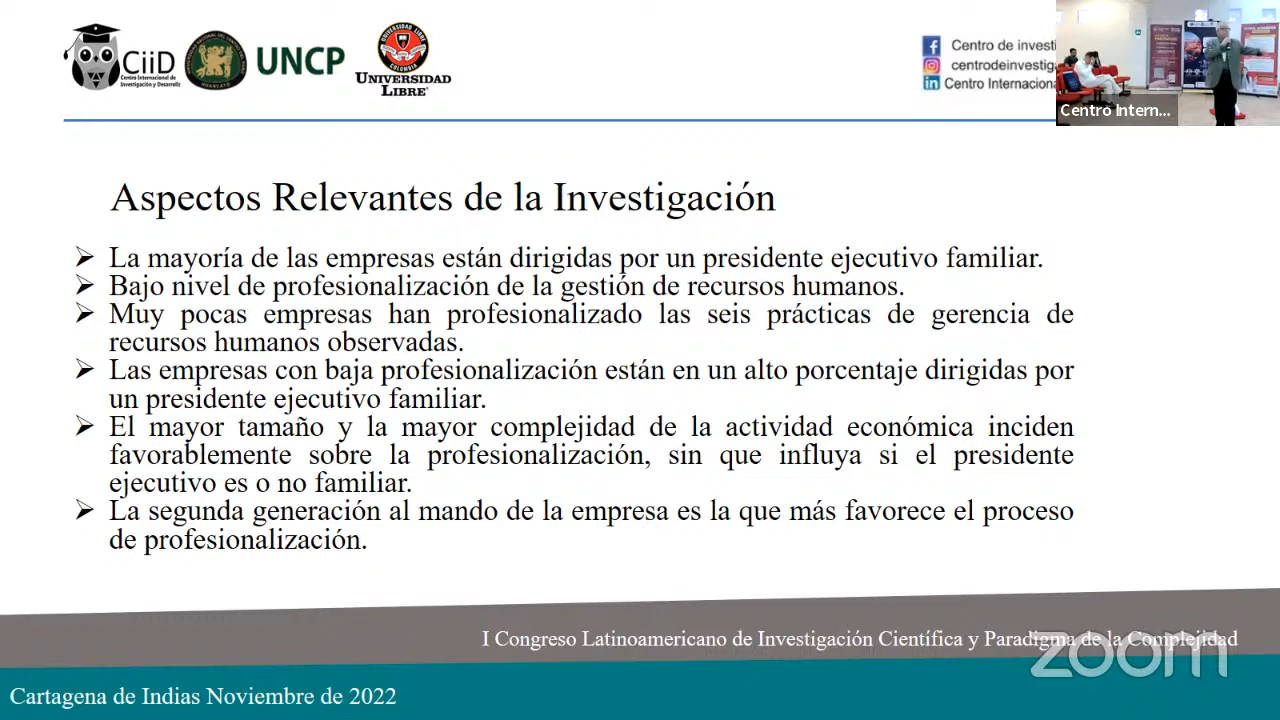 CiiD
Centro Internacional de
Investigación y Desarrollo
UNCP
UNIVERSIDAD LIBRE
COLOMBIA
UNIVERSIDAD
LIBRE
Centro de investi
centrodeinvestiga
Centro Internaciona
Centro Intern...
Aspectos Relevantes de la Investigación
➢ La mayoría de las empresas están dirigidas por un presidente ejecutivo familiar.
➢ Bajo nivel de profesionalización de la gestión de recursos humanos.
➢ Muy pocas empresas han profesionalizado las seis prácticas de gerencia de
recursos humanos observadas.
➢ Las empresas con baja profesionalización están en un alto porcentaje dirigidas por
un presidente ejecutivo familiar.
➢ El mayor tamaño y la mayor complejidad de la actividad económica inciden
favorablemente sobre la profesionalización, sin que influya si el presidente
ejecutivo es o no familiar.
➢ La segunda generación al mando de la empresa es la que más favorece el proceso
de profesionalización.
I Congreso Latinoamericano de Investigación Científica y Paradigma de la Complejidad
zoom
Cartagena de Indias Noviembre de 2022